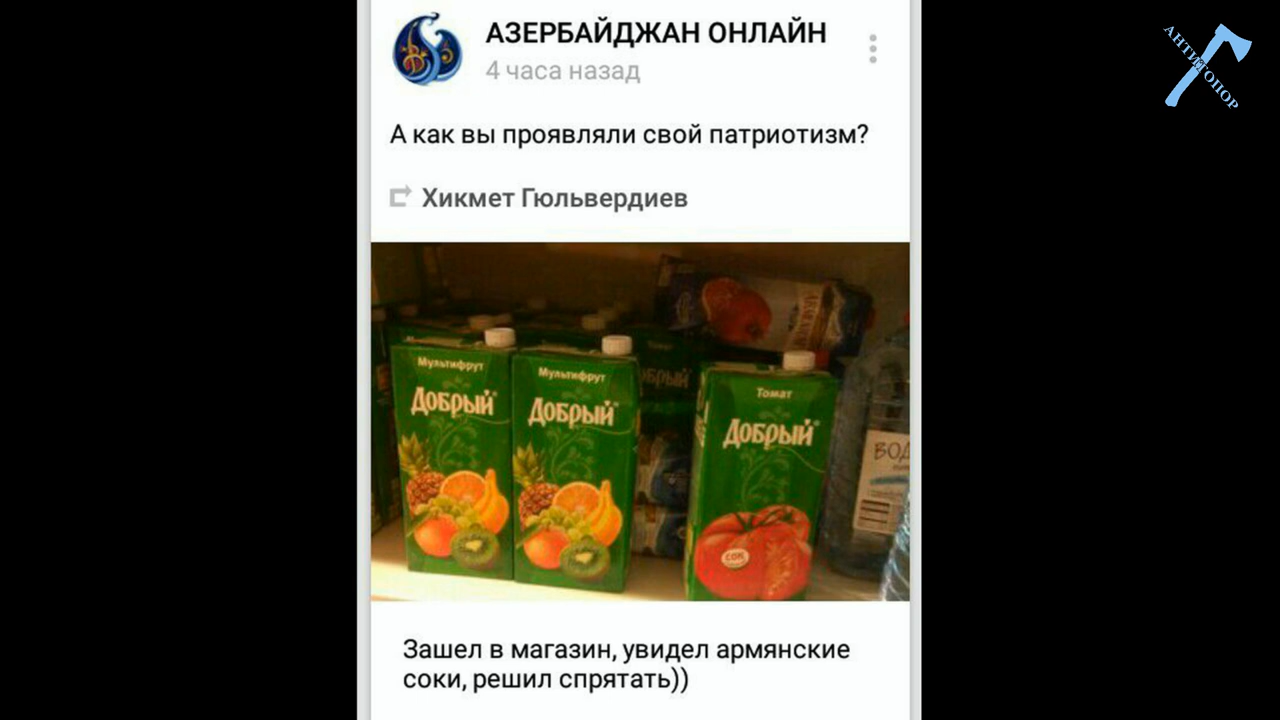 АЗЕРБАЙДЖАН ОНЛАЙН
4 часа назад
АНТИТОПОР
А как вы проявляли свой патриотизм?
Хикмет Гюльвердиев
Мультифрут
Добрый
Мультифрут
Добрый
Томат
Добрый
сок
Зашел в магазин, увидел армянские
соки, решил спрятать))